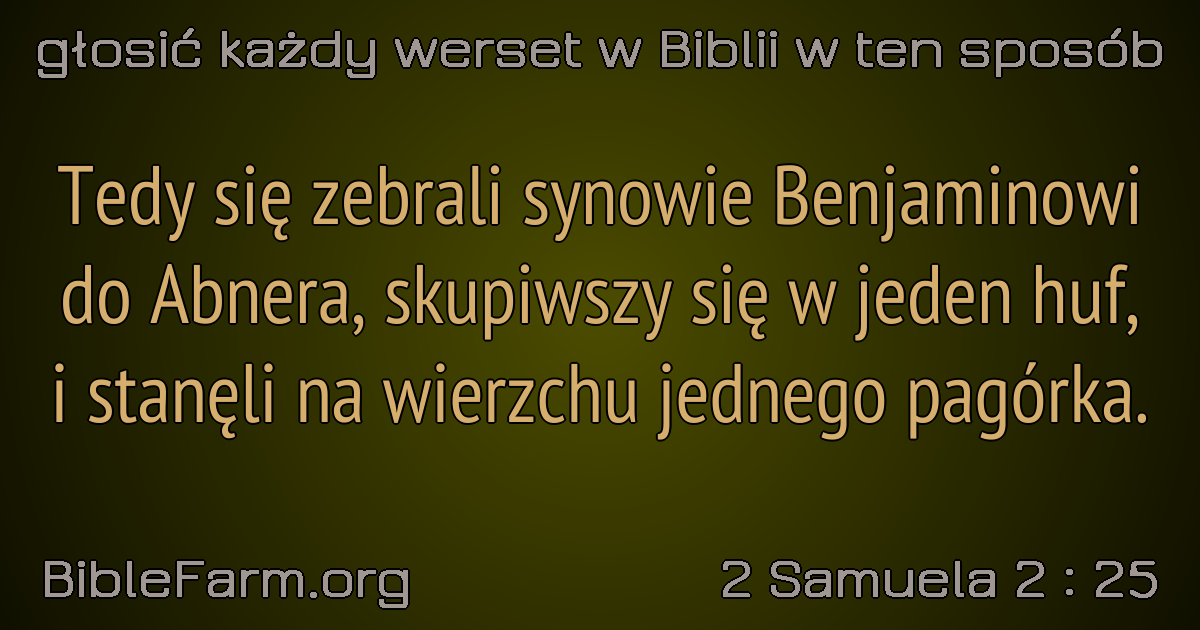 głosić każdy werset w Biblii w ten sposób
Tedy się zebrali synowie Benjaminowi
do Abnera, skupiwszy się w jeden huf,
i stanęli na wierzchu jednego pagórka.
BibleFarm.org
2 Samuela 2 : 25